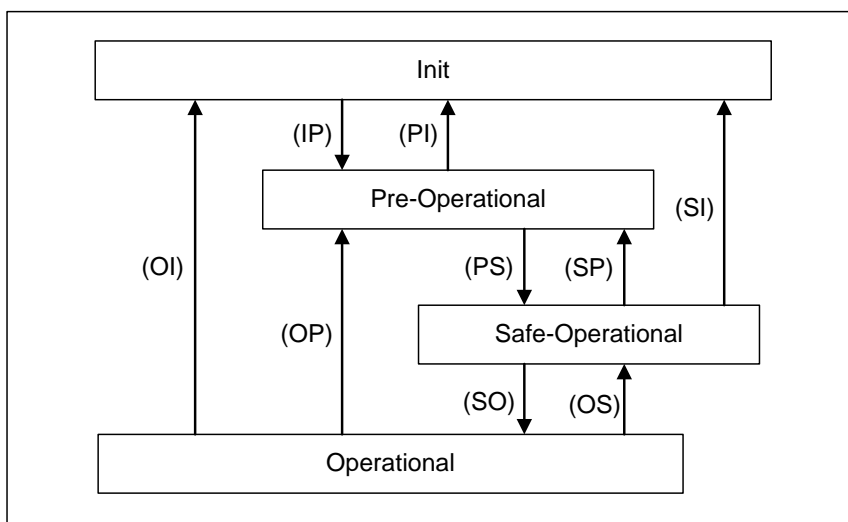 Init
(IP)
(PI)
Pre-Operational
(SI)
(OI)
(PS)
(SP)
(OP)
Safe-Operational
(SO)
(OS)
Operational